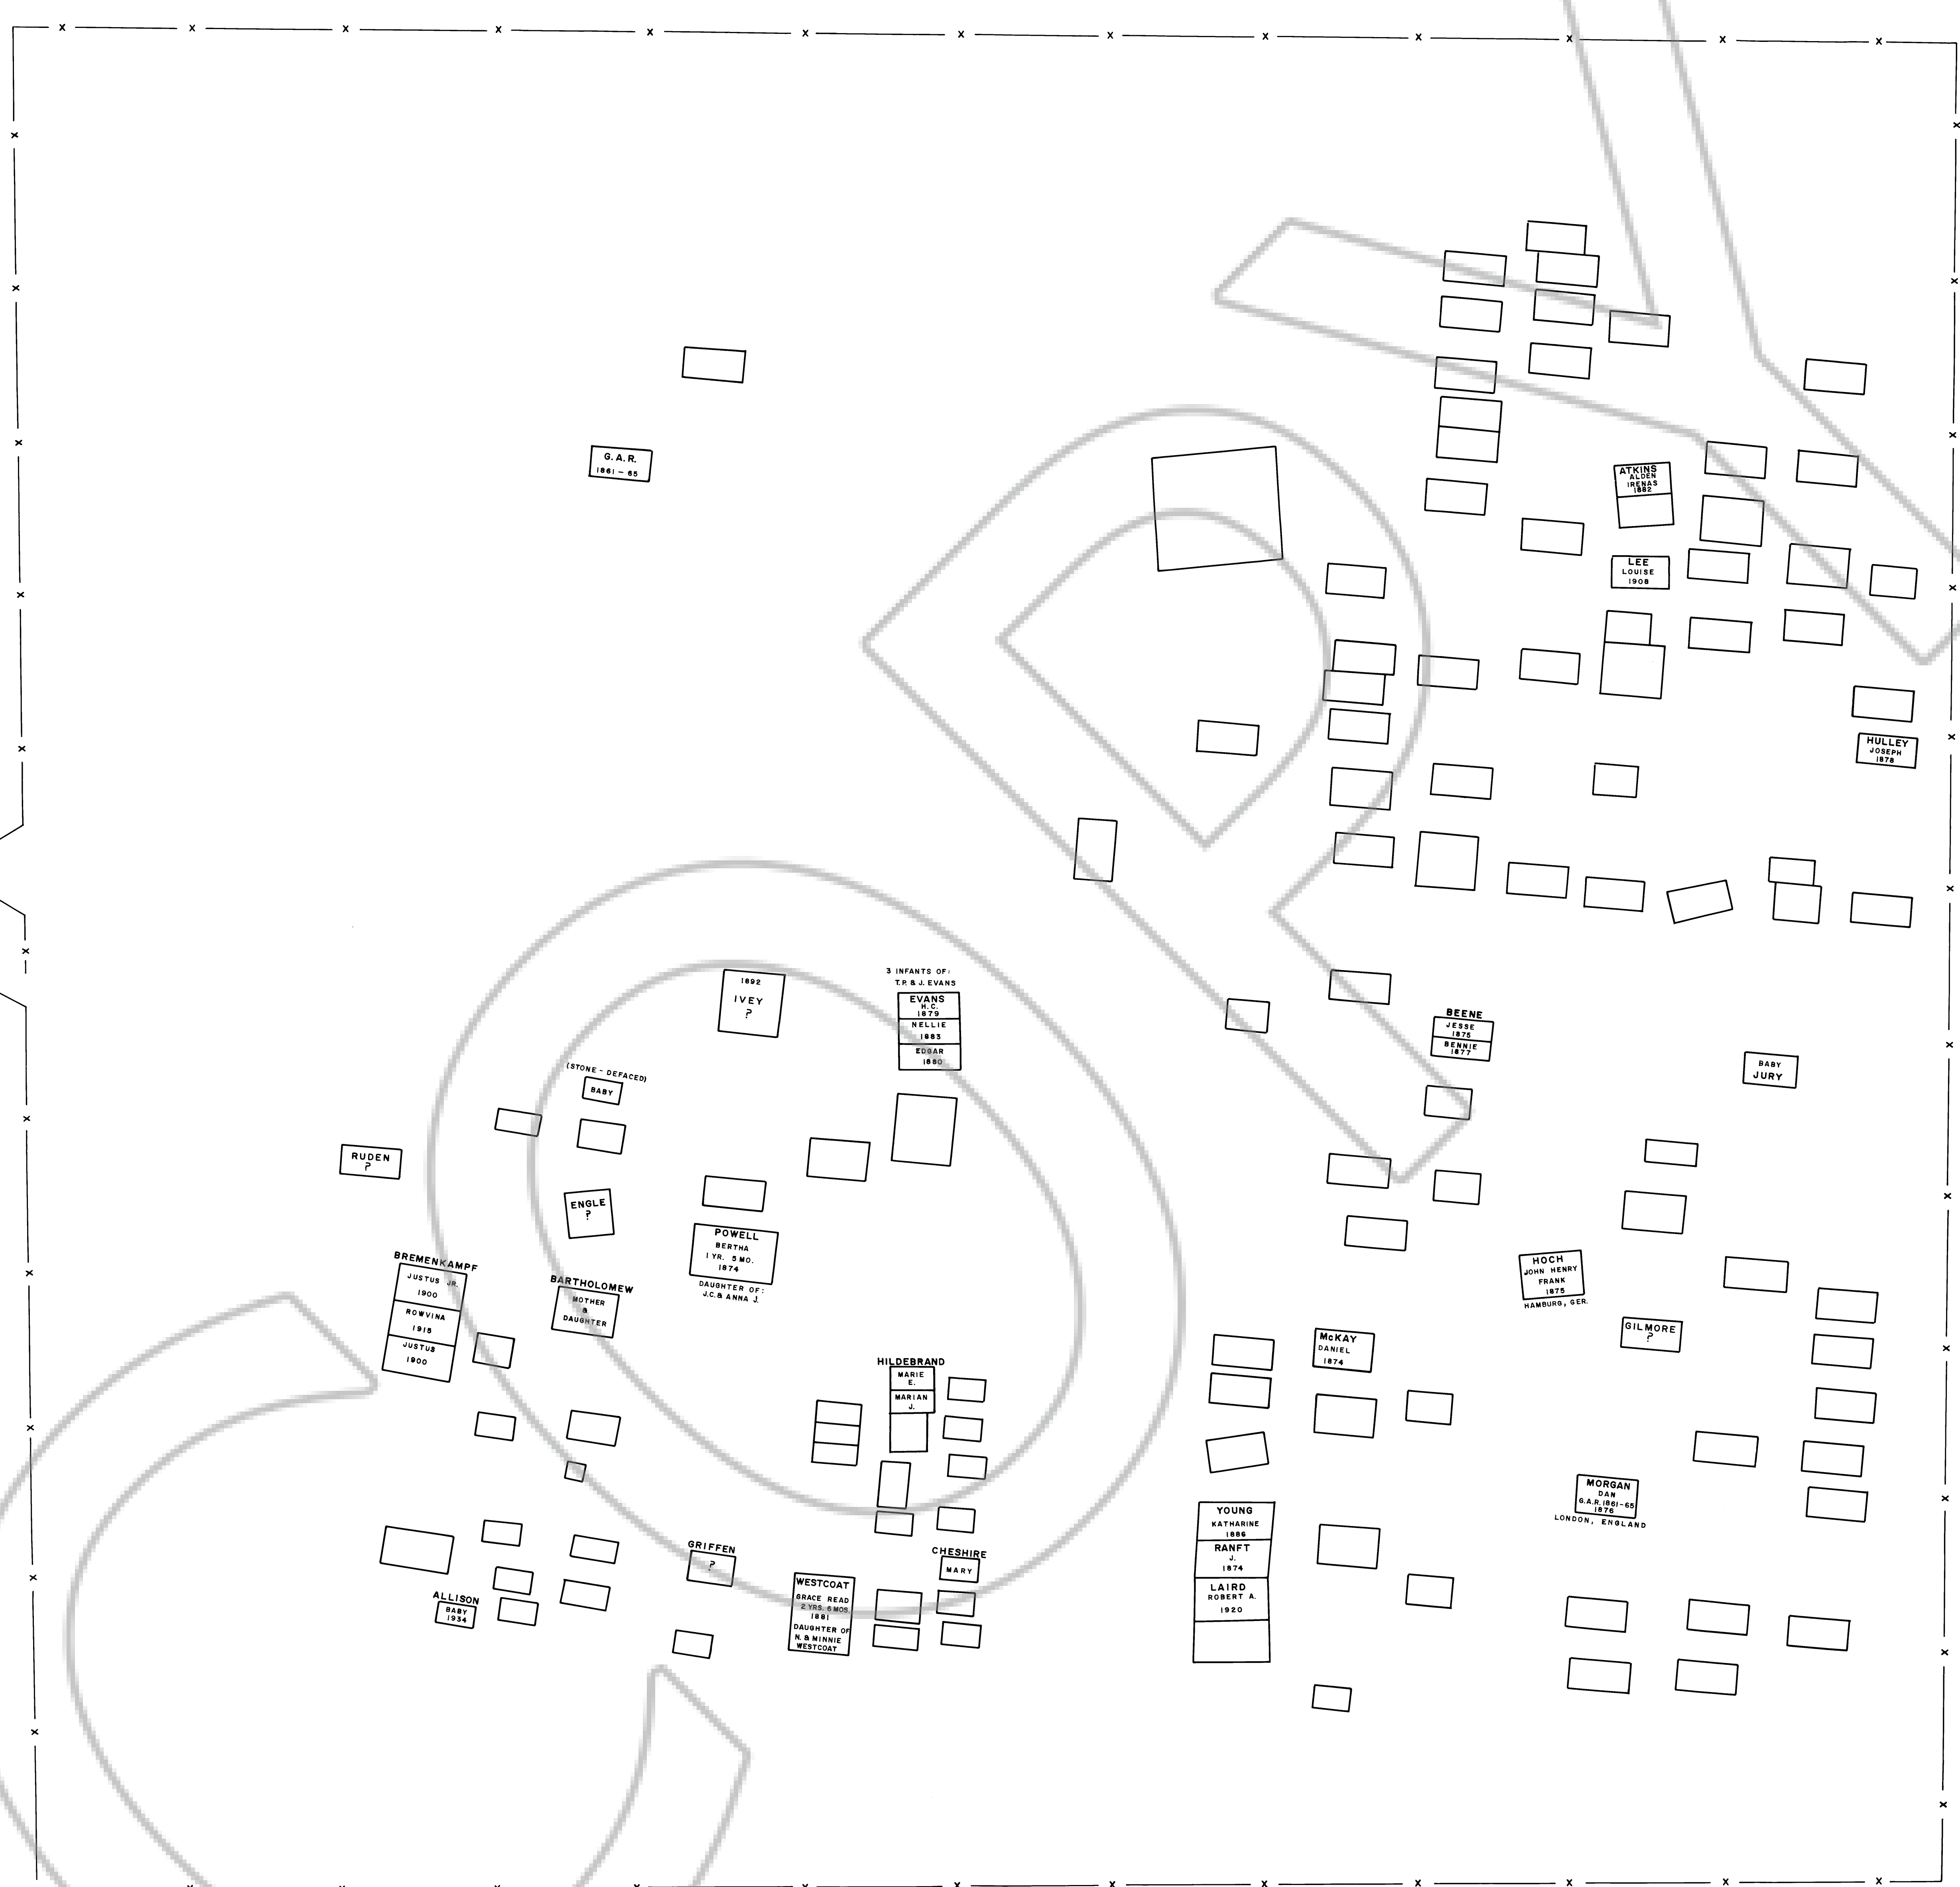 G.A.R.
1861 - 65
ATKINS
ALDEN
IRENAS
1882
LEE
LOUISE
1908
HULLEY
JOSEPH
1878
1892
IVEY
?
3 INFANTS OF:
T.P. & J. EVANS
EVANS
H.C.
1879
NELLIE
1883
EDGAR
1880
BEENE
JESSE
1875
BENNIE
1877
BABY
JURY
(STONE - DEFACED)
BABY
RUDEN
?
ENGLE
?
POWELL
BERTHA
1 YR. 5 MO.
1874
DAUGHTER OF:
J.C. & ANNA J.
BREMENKAMPF
JUSTUS JR.
1900
ROWVINA
1915
JUSTUS
1900
BARTHOLOMEW
MOTHER
&
DAUGHTER
HOCH
JOHN HENRY
FRANK
1875
HAMBURG, GER.
GILMORE
?
McKAY
DANIEL
1874
HILDEBRAND
MARIE
E.
MARIAN
J.
MORGAN
DAN
G.A.R. 1861-65
1876
LONDON, ENGLAND
YOUNG
KATHARINE
1886
RANFT
J.
1874
LAIRD
ROBERT A.
1920
GRIFFEN
?
CHESHIRE
MARY
WESTCOAT
GRACE READ
2 YRS. 6 MOS.
1881
DAUGHTER OF
N. & MINNIE
WESTCOAT
ALLISON
BABY
1934